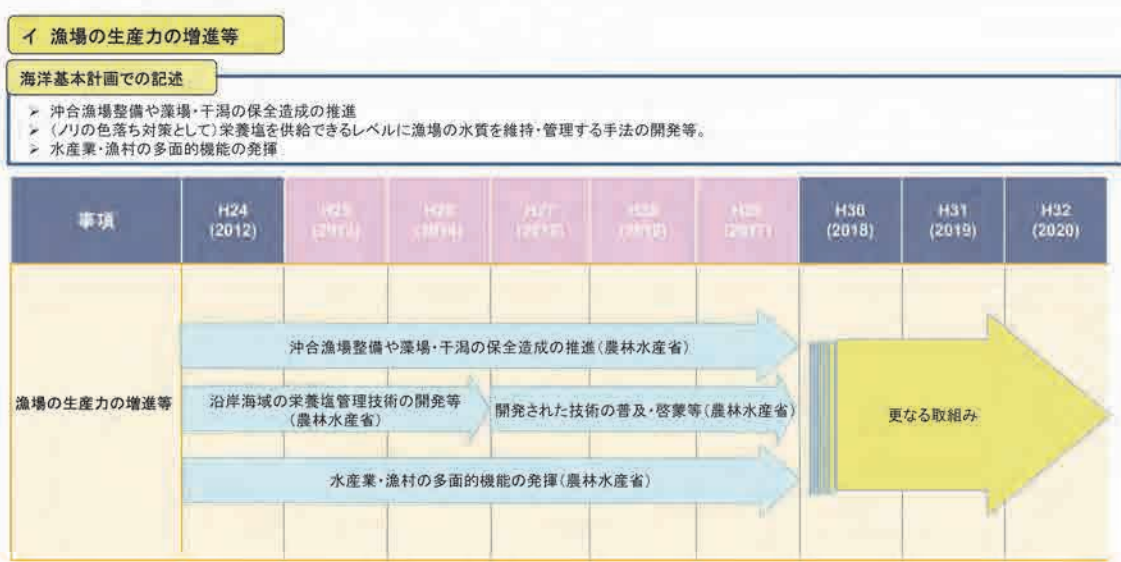 イ 漁場の生産力の増進等
海洋基本計画での記述
➢ 沖合漁場整備や藻場・干潟の保全造成の推進
➢ (ノリの色落ち対策として)栄養塩を供給できるレベルに漁場の水質を維持・管理する手法の開発等。
➢ 水産業・漁村の多面的機能の発揮
事項
H24
(2012)
H25
(2013)
H26
(2014)
H27
(2015)
H29
(2017)
H30
(2018)
H31
(2019)
H32
(2020)
漁場の生産力の増進等
沖合漁場整備や藻場・干潟の保全造成の推進(農林水産省)
沿岸海域の栄養塩管理技術の開発等
(農林水産省)
開発された技術の普及・啓蒙等(農林水産省)
水産業・漁村の多面的機能の発揮(農林水産省)
更なる取組み